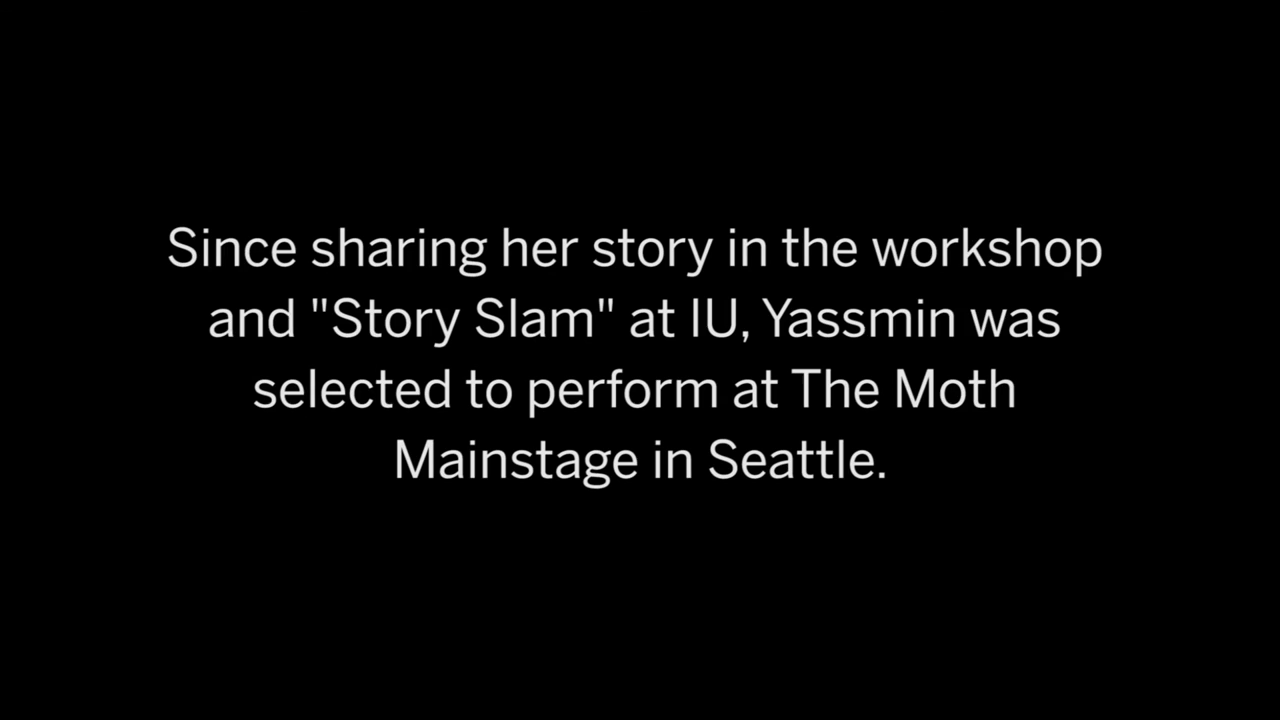 Since sharing her story in the workshop
and "Story Slam" at IU, Yassmin was
selected to perform at The Moth
Mainstage in Seattle.